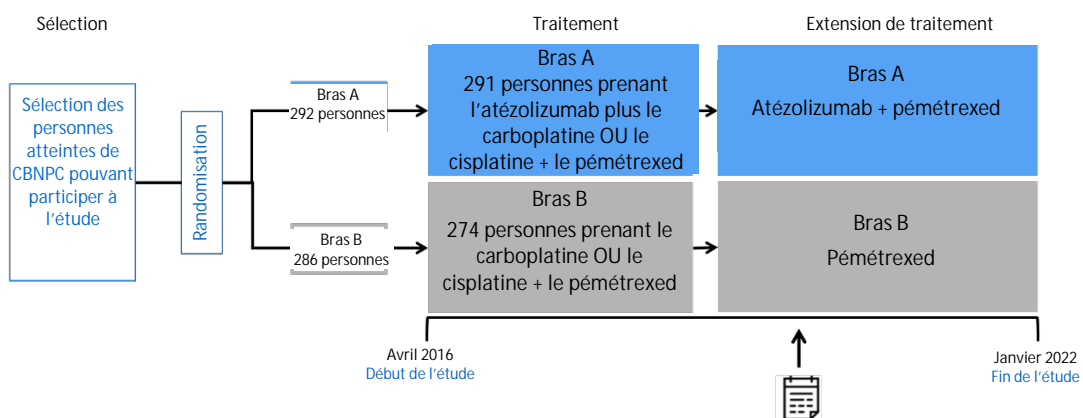 Sélection
Traitement
Extension de traitement
Sélection des
personnes
atteintes de
CBNPC pouvant
participer à
l'étude
Randomisation
Bras A
292 personnes
Bras B
286 personnes
Bras A
291 personnes prenant
l'atézolizumab plus le
carboplatine OU le
cisplatine + le pémétrexed
Bras A
Atézolizumab + pémétrexed
Bras B
274 personnes prenant le
carboplatine OU le
cisplatine + le pémétrexed
Bras B
Pémétrexed
Avril 2016
Début de l'étude
Janvier 2022
Fin de l'étude